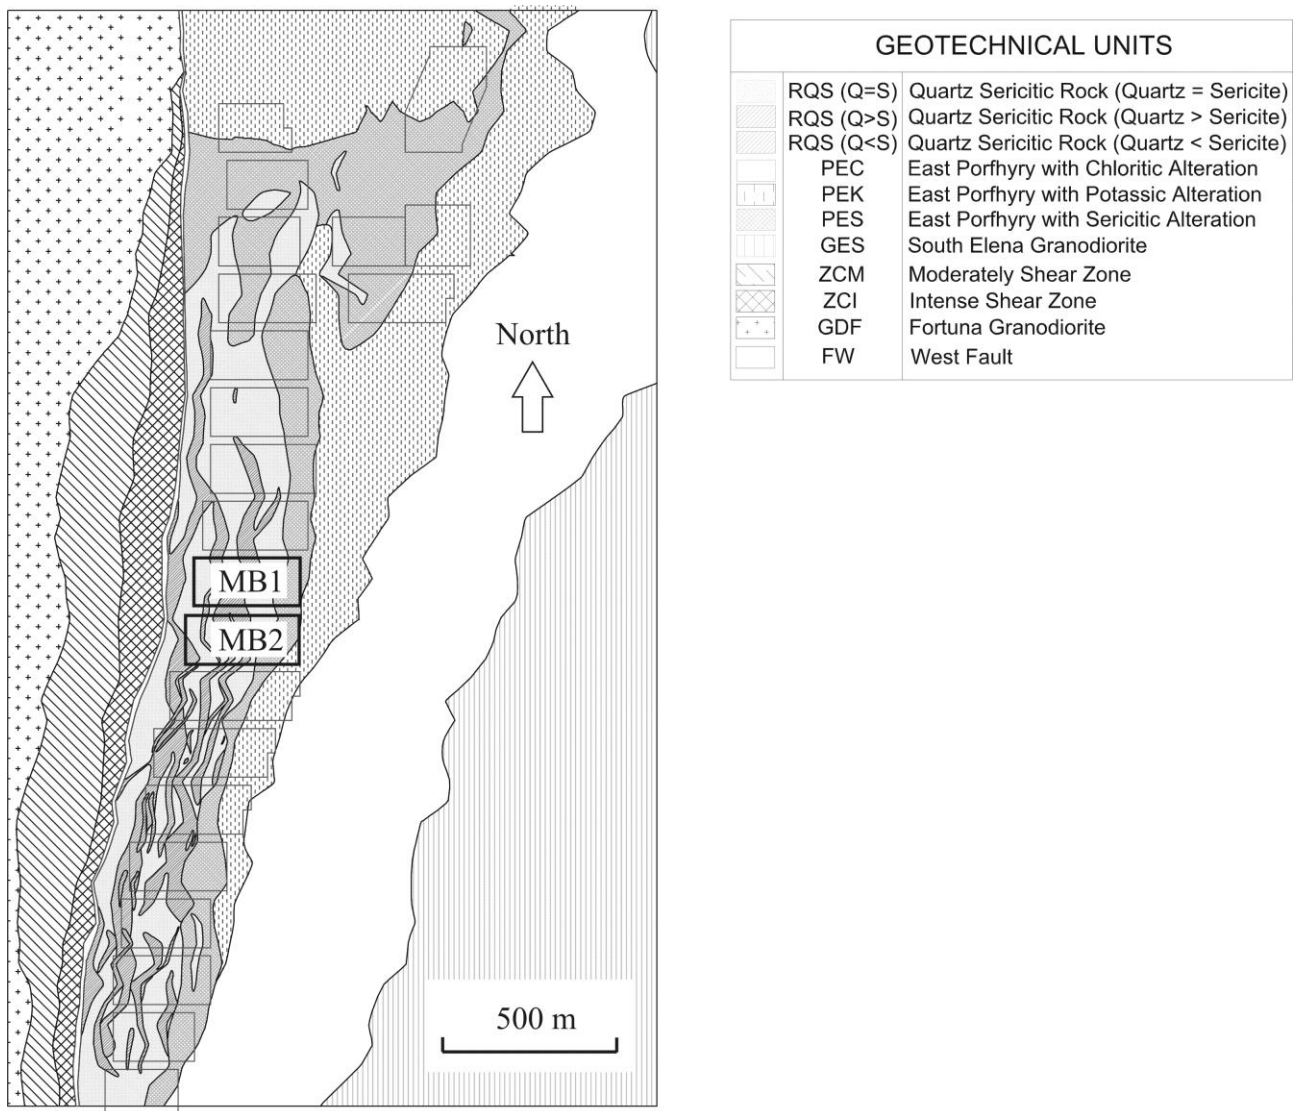 North
MB1
MB2
500 m
GEOTECHNICAL UNITS
RQS (Q=S) Quartz Sericitic Rock (Quartz = Sericite)
RQS (Q>S) Quartz Sericitic Rock (Quartz > Sericite)
RQS (Q<S) Quartz Sericitic Rock (Quartz < Sericite)
PEC East Porfhyry with Chloritic Alteration
PEK East Porfhyry with Potassic Alteration
PES East Porfhyry with Sericitic Alteration
GES South Elena Granodiorite
ZCM Moderately Shear Zone
ZCI Intense Shear Zone
GDF Fortuna Granodiorite
FW West Fault